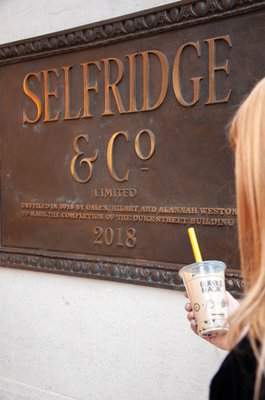 SELFRIDGE
& Co
LIMITED
UNVEILED IN 2018 BY GALEN, HILARY AND ALANNAH WESTON
TO MARK THE COMPLETION OF THE DUKE STREET BUILDING
2018
BUBBLE
MAGIC